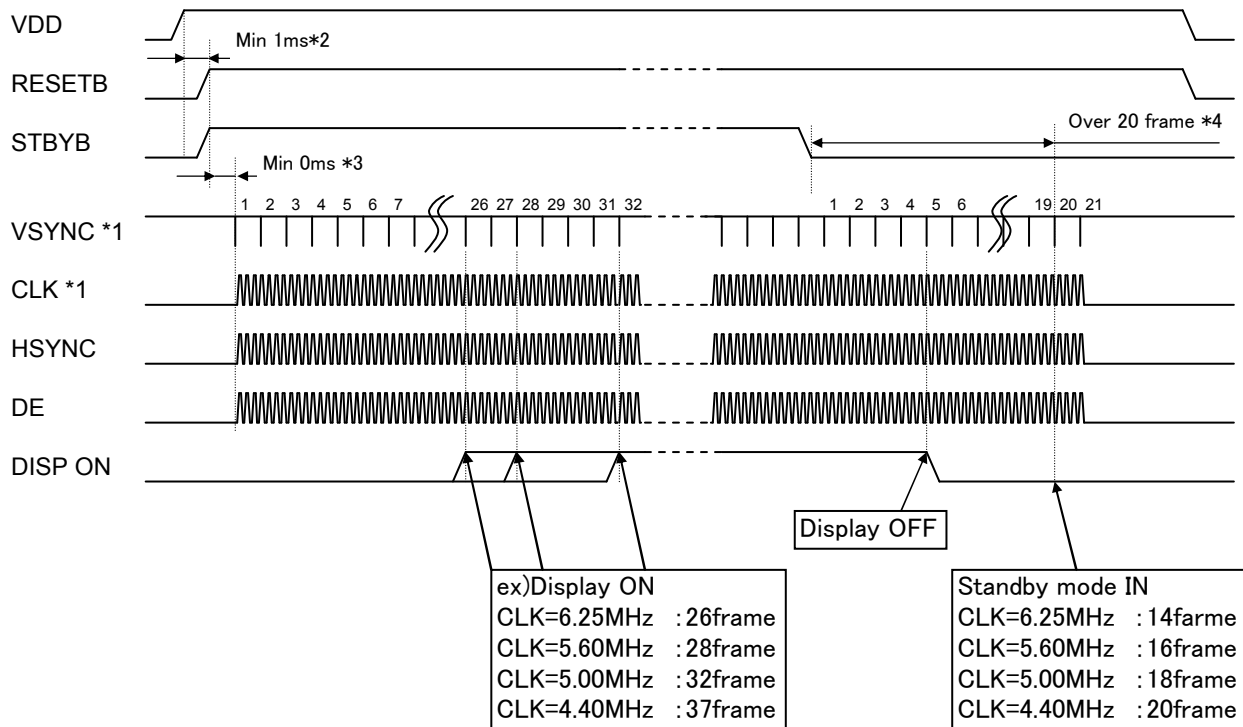 VDD
Min 1ms*2
RESETB
STBYB
Over 20 frame *4
Min 0ms *3
1 2 3 4 5 6 7 26 27 28 29 30 31 32 1 2 3 4 5 6 19 20 21
VSYNC *1
CLK *1
HSYNC
DE
DISP ON
Display OFF
ex)Display ON
CLK=6.25MHz :26frame
CLK=5.60MHz :28frame
CLK=5.00MHz :32frame
CLK=4.40MHz :37frame
Standby mode IN
CLK=6.25MHz :14farme
CLK=5.60MHz :16frame
CLK=5.00MHz :18frame
CLK=4.40MHz :20frame